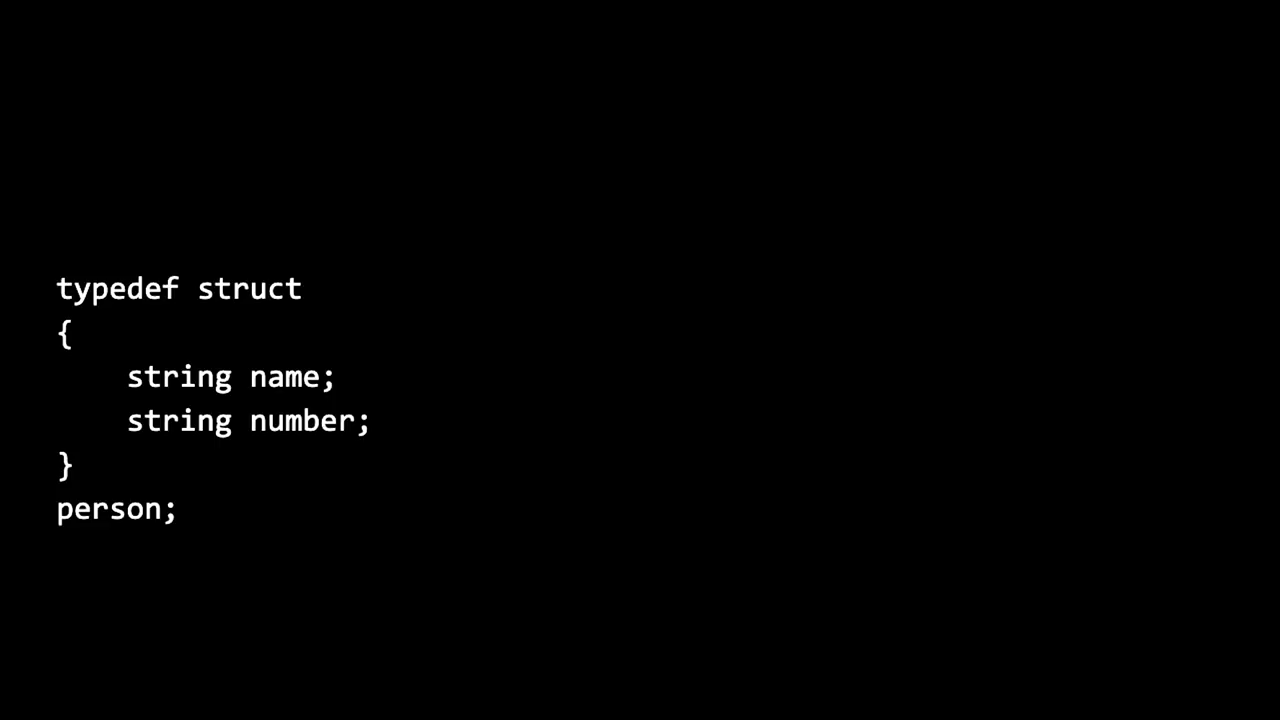 typedef struct
{
    string name;
    string number;
}
person;